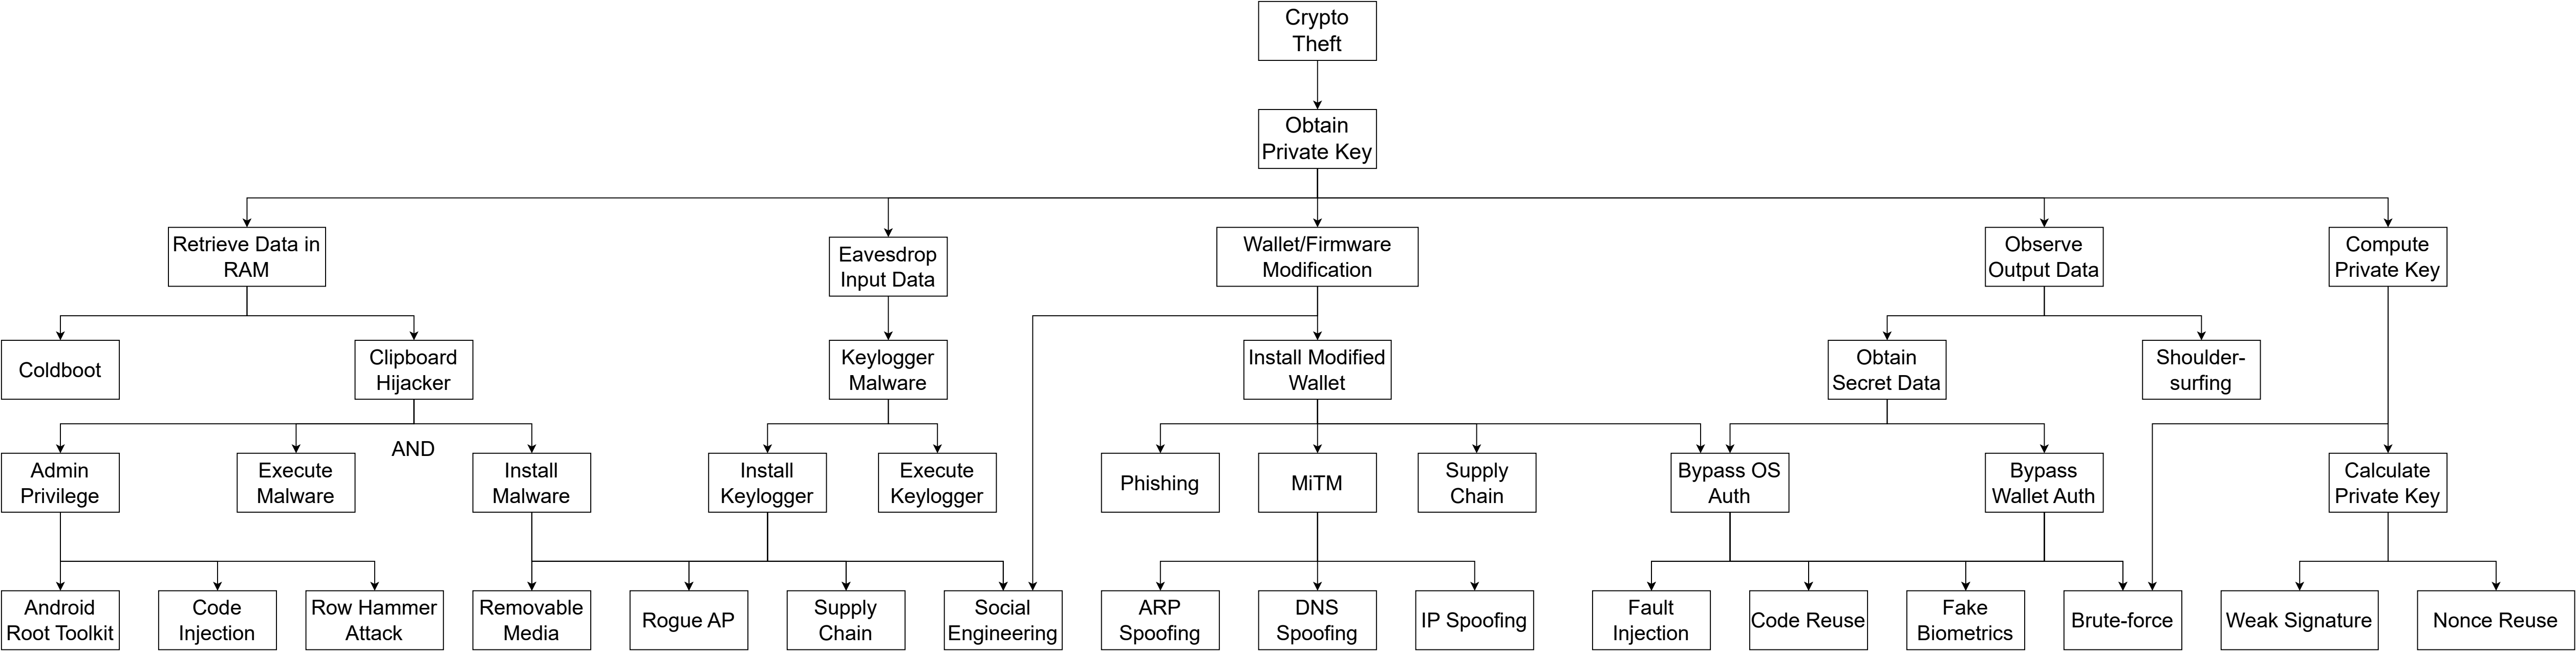 Crypto
Theft
Obtain
Private Key
Retrieve Data in
RAM
Eavesdrop
Input Data
Wallet/Firmware
Modification
Observe
Output Data
Compute
Private Key
Coldboot
Clipboard
Hijacker
Keylogger
Malware
Install Modified
Wallet
Obtain
Secret Data
Shoulder-
surfing
AND
Admin
Privilege
Execute
Malware
Install
Malware
Install
Keylogger
Execute
Keylogger
Phishing
MiTM
Supply
Chain
Bypass OS
Auth
Bypass
Wallet Auth
Calculate
Private Key
Android
Root Toolkit
Code
Injection
Row Hammer
Attack
Removable
Media
Rogue AP
Supply
Chain
Social
Engineering
ARP
Spoofing
DNS
Spoofing
IP Spoofing
Fault
Injection
Code Reuse
Fake
Biometrics
Brute-force
Weak Signature
Nonce Reuse